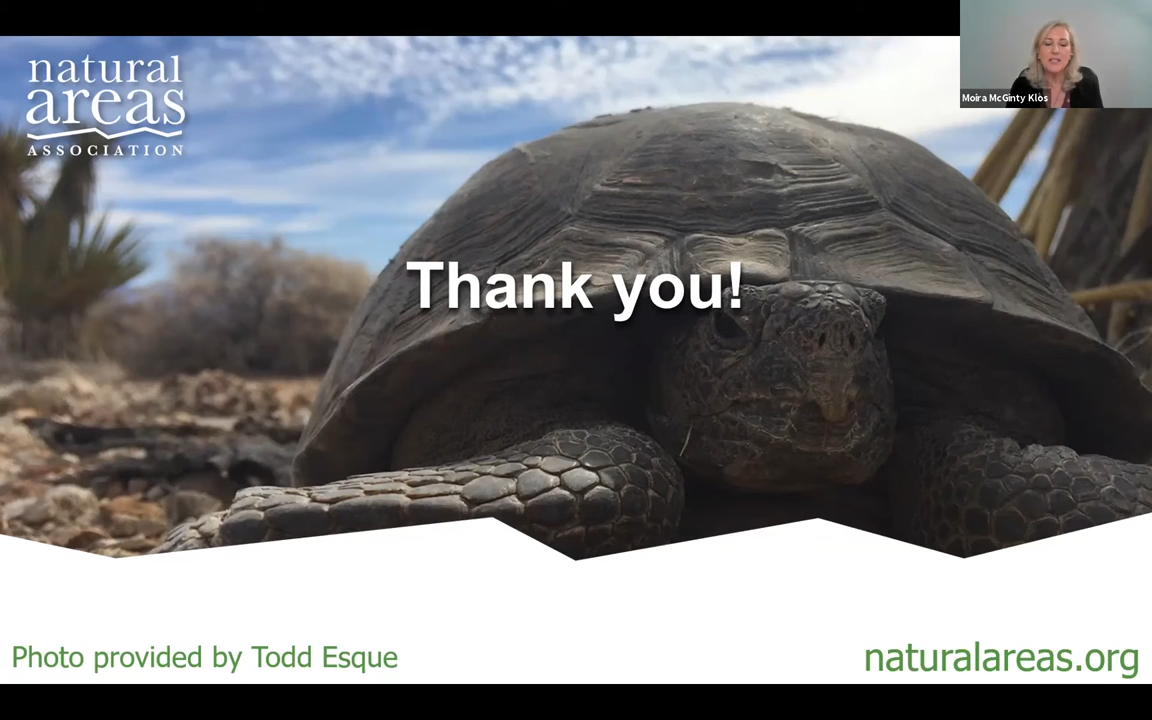 natural
areas
ASSOCIATION
Moira McGinty Klos
Thank you!
Photo provided by Todd Esque
naturalareas.org